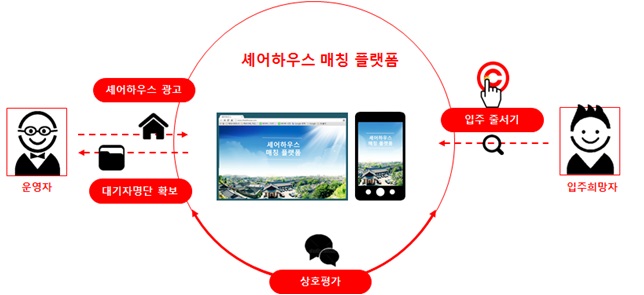 셰어하우스 매칭 플랫폼
셰어하우스 광고
입주 줄서기
셰어하우스
매칭 플랫폼
셰어하우스
매칭 플랫폼
운영자
대기자명단 확보
입주희망자
상호평가